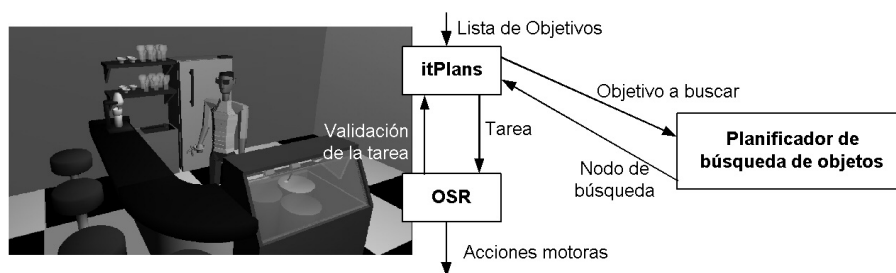 Lista de Objetivos
itPlans
Objetivo a buscar
Validación
de la tarea
Tarea
Planificador de
búsqueda de objetos
Nodo de
búsqueda
OSR
Acciones motoras